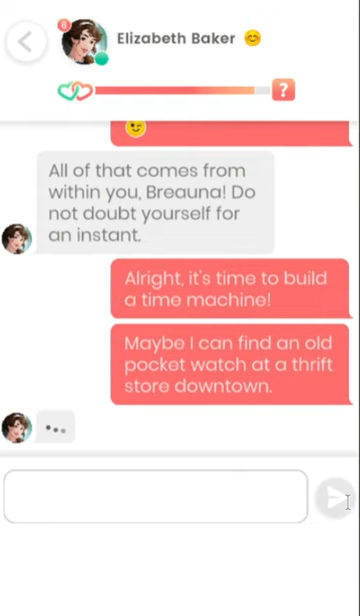 6
Elizabeth Baker 😊
?
😉
All of that comes from
within you, Breauna! Do
not doubt yourself for
an instant.
Alright, it's time to build
a time machine!
Maybe I can find an old
pocket watch at a thrift
store downtown.
...